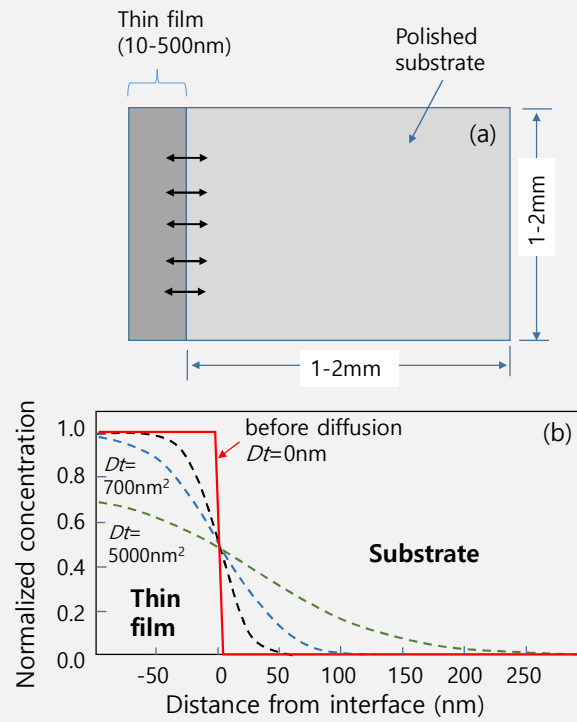 Thin film
(10-500nm)
Polished
substrate
(a)
1-2mm
1-2mm
Normalized concentration
1.0
0.8
0.6
0.4
0.2
0.0
before diffusion
Dt=0nm
(b)
Dt=
700nm²
Dt=
5000nm²
Substrate
Thin
film
-50
0
50
100
150
200
250
Distance from interface (nm)